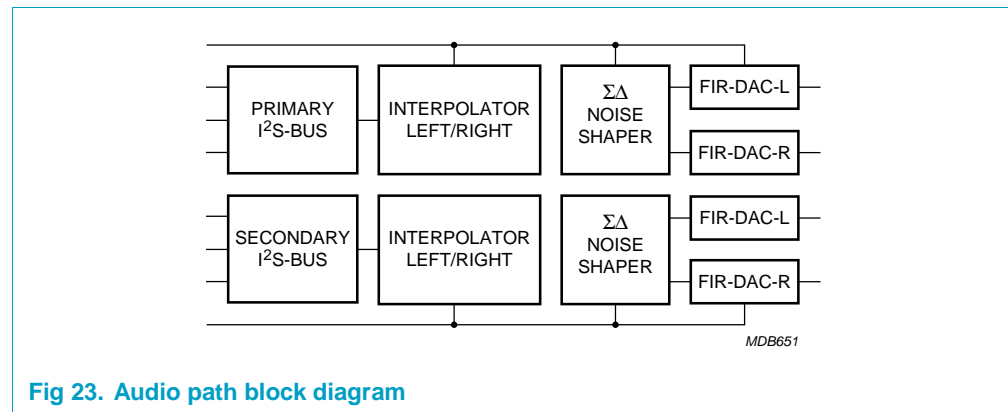 PRIMARY
I²S-BUS
INTERPOLATOR
LEFT/RIGHT
ΣΔ
NOISE
SHAPER
FIR-DAC-L
FIR-DAC-R
SECONDARY
I²S-BUS
INTERPOLATOR
LEFT/RIGHT
ΣΔ
NOISE
SHAPER
FIR-DAC-L
FIR-DAC-R
MDB651
Fig 23. Audio path block diagram